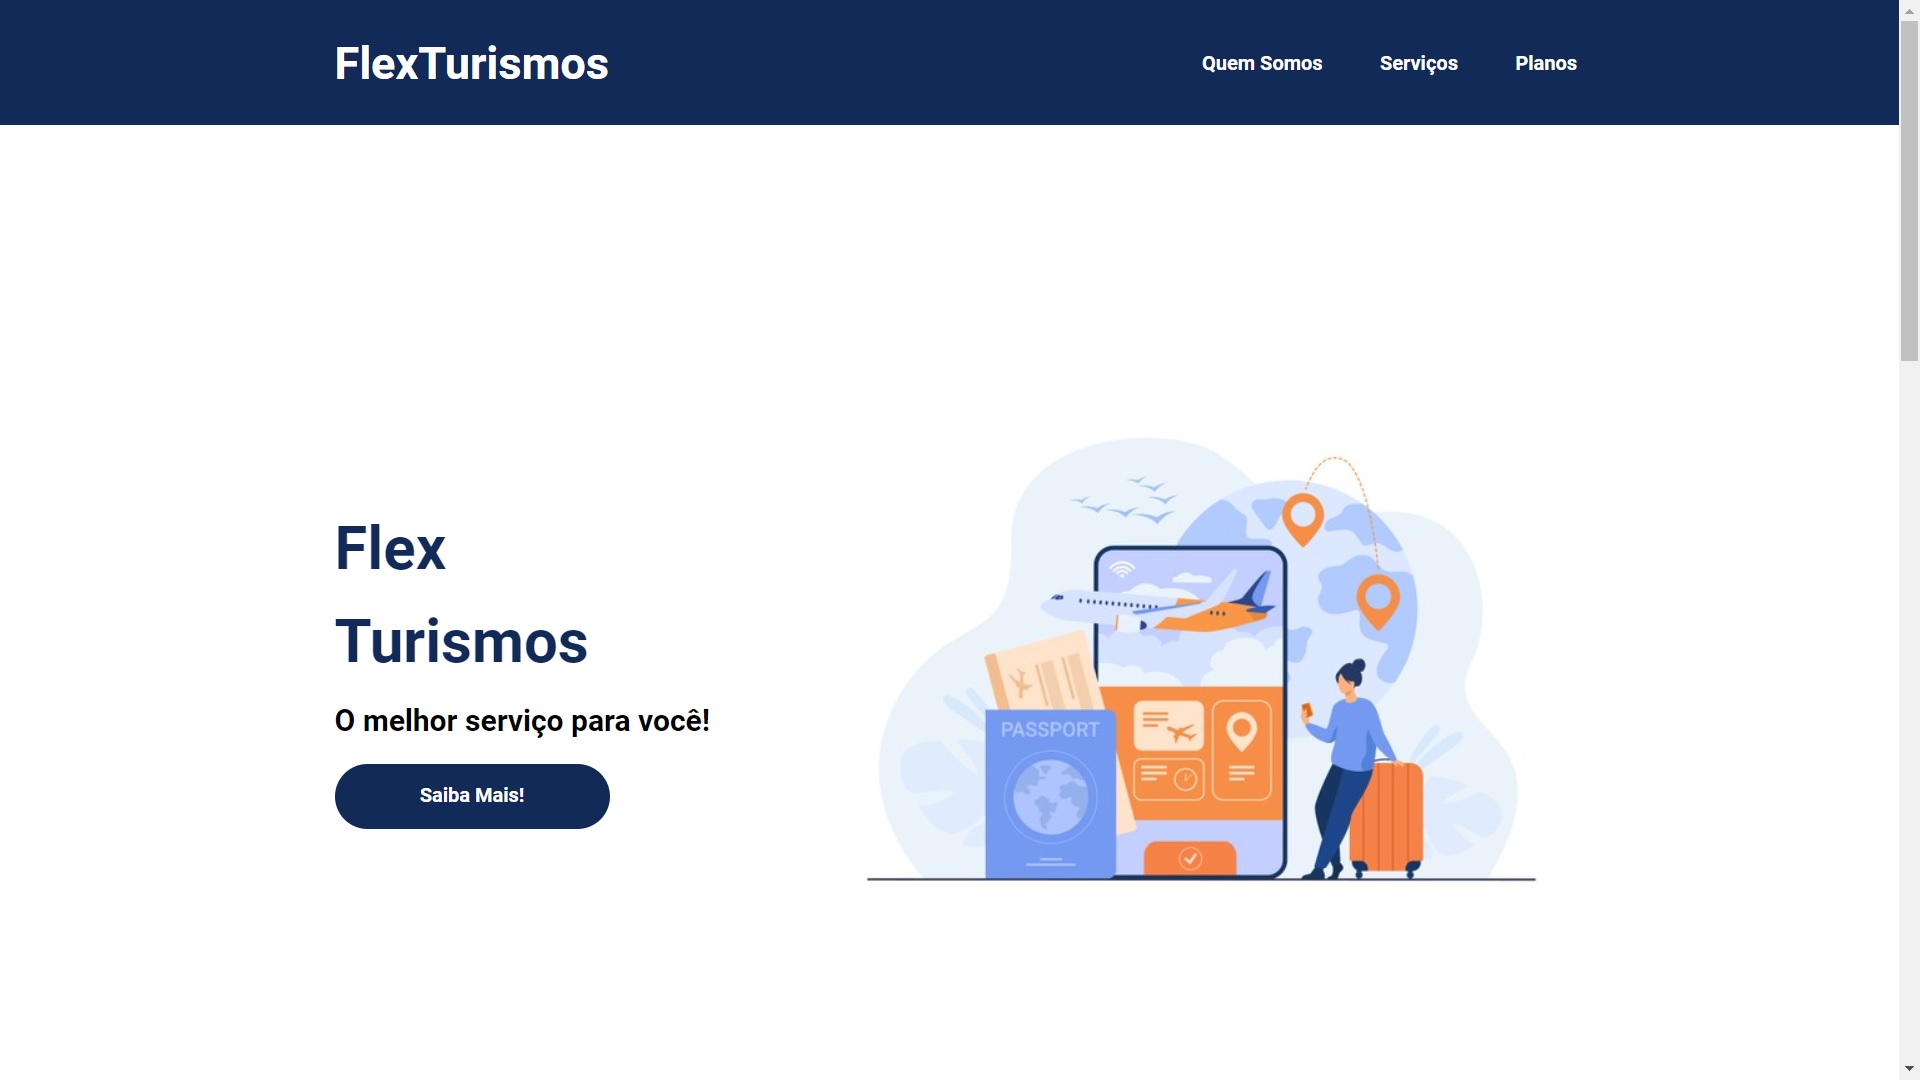 FlexTurismos
Quem Somos
Serviços
Planos
Flex
Turismos
O melhor serviço para você!
Saiba Mais!
PASSPORT